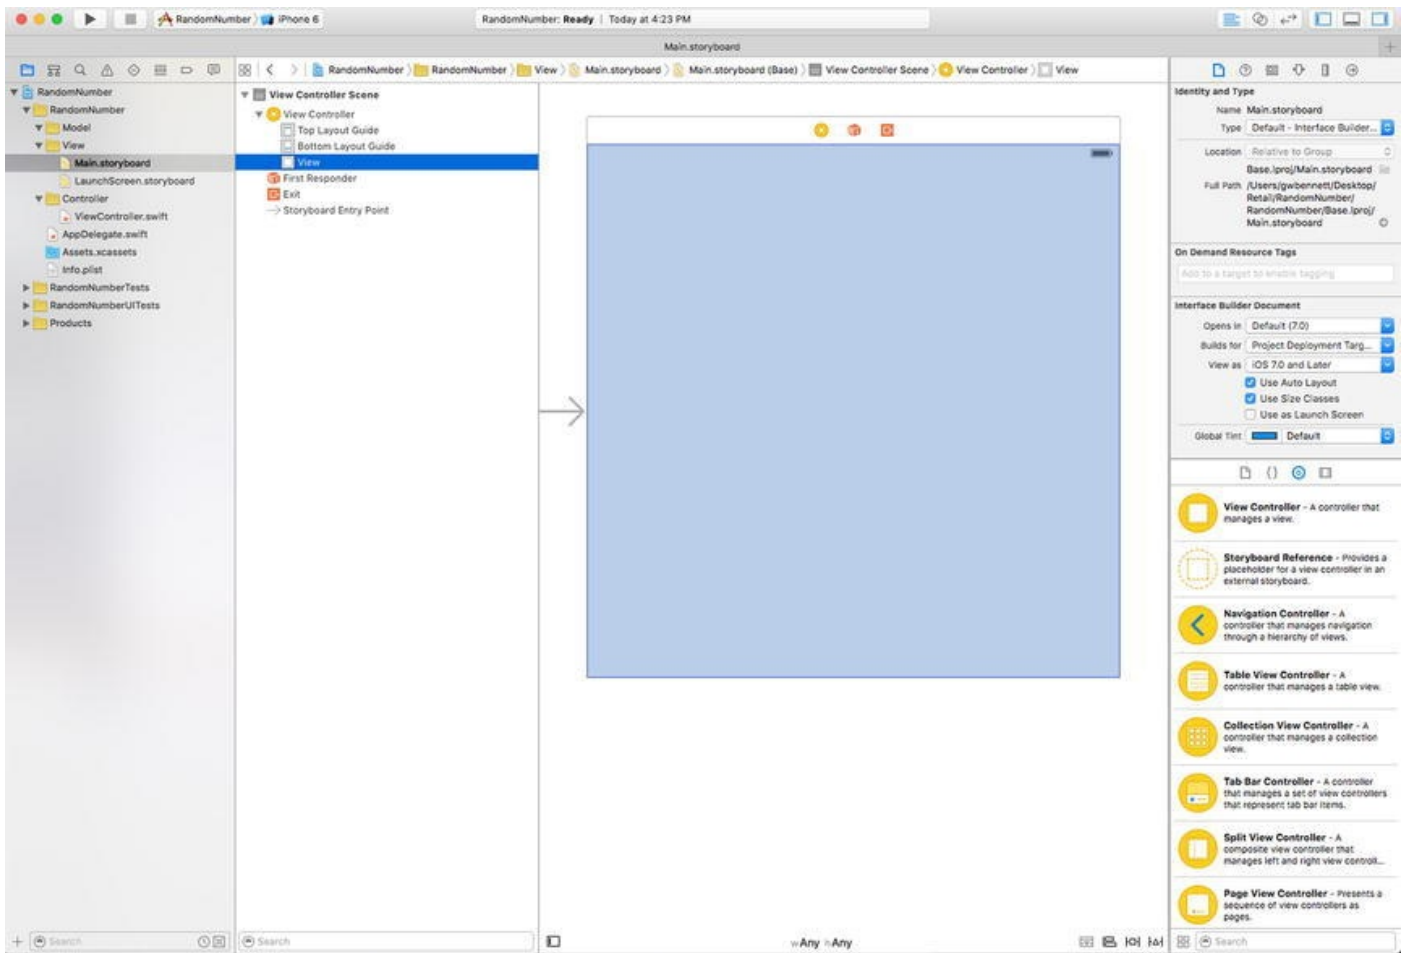 RandomNumber
iPhone 6
RandomNumber: Ready | Today at 4:23 PM
Main.storyboard
RandomNumber
RandomNumber
View
Main.storyboard
Main.storyboard (Base)
View Controller Scene
View Controller
View
RandomNumber
RandomNumber
Model
View
Main.storyboard
LaunchScreen.storyboard
Controller
ViewController.swift
AppDelegate.swift
Assets.xcassets
Info.plist
RandomNumberTests
RandomNumberUITests
Products
Search
View Controller Scene
View Controller
Top Layout Guide
Bottom Layout Guide
View
First Responder
Exit
Storyboard Entry Point
Search
wAny hAny
Identity and Type
Name Main.storyboard
Type Default - Interface Builder...
Location Relative to Group
Base.lproj/Main.storyboard
Full Path /Users/gwbennett/Desktop/
Retail/RandomNumber/
RandomNumber/Base.lproj/
Main.storyboard
On Demand Resource Tags
Add to a target to enable tagging
Interface Builder Document
Opens in Default (7.0)
Builds for Project Deployment Targ...
View as iOS 7.0 and Later
Use Auto Layout
Use Size Classes
Use as Launch Screen
Global Tint Default
{}
View Controller - A controller that
manages a view.
Storyboard Reference - Provides a
placeholder for a view controller in an
external storyboard.
Navigation Controller - A
controller that manages navigation
through a hierarchy of views.
Table View Controller - A
controller that manages a table view.
Collection View Controller - A
controller that manages a collection
view.
Tab Bar Controller - A controller
that manages a set of view controllers
that represent tab bar items.
Split View Controller - A
composite view controller that
manages left and right view controll...
Page View Controller - Presents a
sequence of view controllers as
pages.
Search